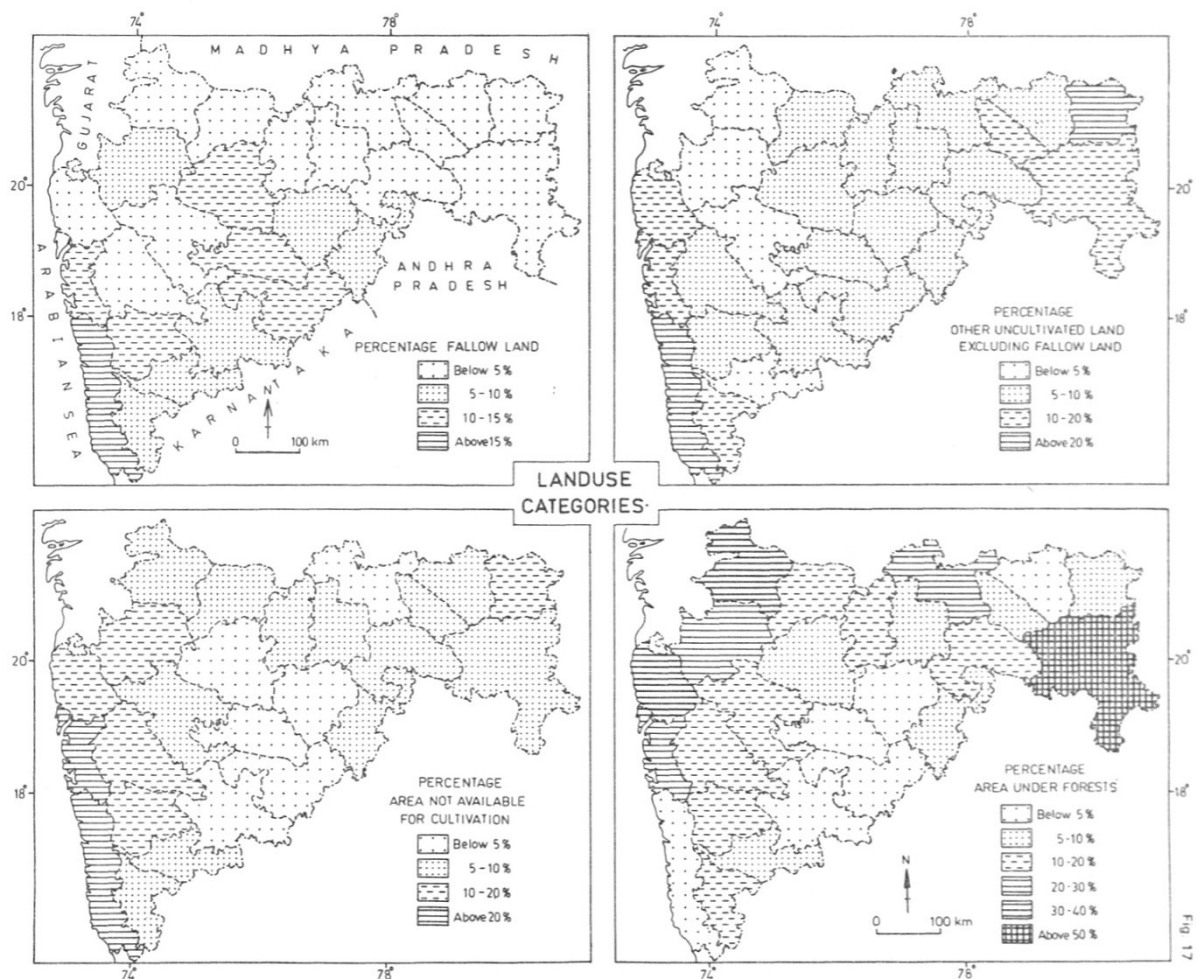 74°
78°
78°
MADHYA PRADESH
GUJARAT
20°
20°
ARABIAN SEA
ANDHRA
PRADESH
18°
18°
KARNANTAKA
PERCENTAGE FALLOW LAND
Below 5%
5-10%
10-15%
Above 15%
0 100 km
74°
PERCENTAGE
OTHER UNCULTIVATED LAND
EXCLUDING FALLOW LAND
Below 5%
5-10%
10-20%
Above 20%
74°
LANDUSE
CATEGORIES
20°
20°
18°
18°
PERCENTAGE
AREA NOT AVAILABLE
FOR CULTIVATION
Below 5%
5-10%
10-20%
Above 20%
74°
78°
PERCENTAGE
AREA UNDER FORESTS
Below 5%
5-10%
10-20%
20-30%
30-40%
Above 50%
N
0 100 km
74°
78°
Fig 17